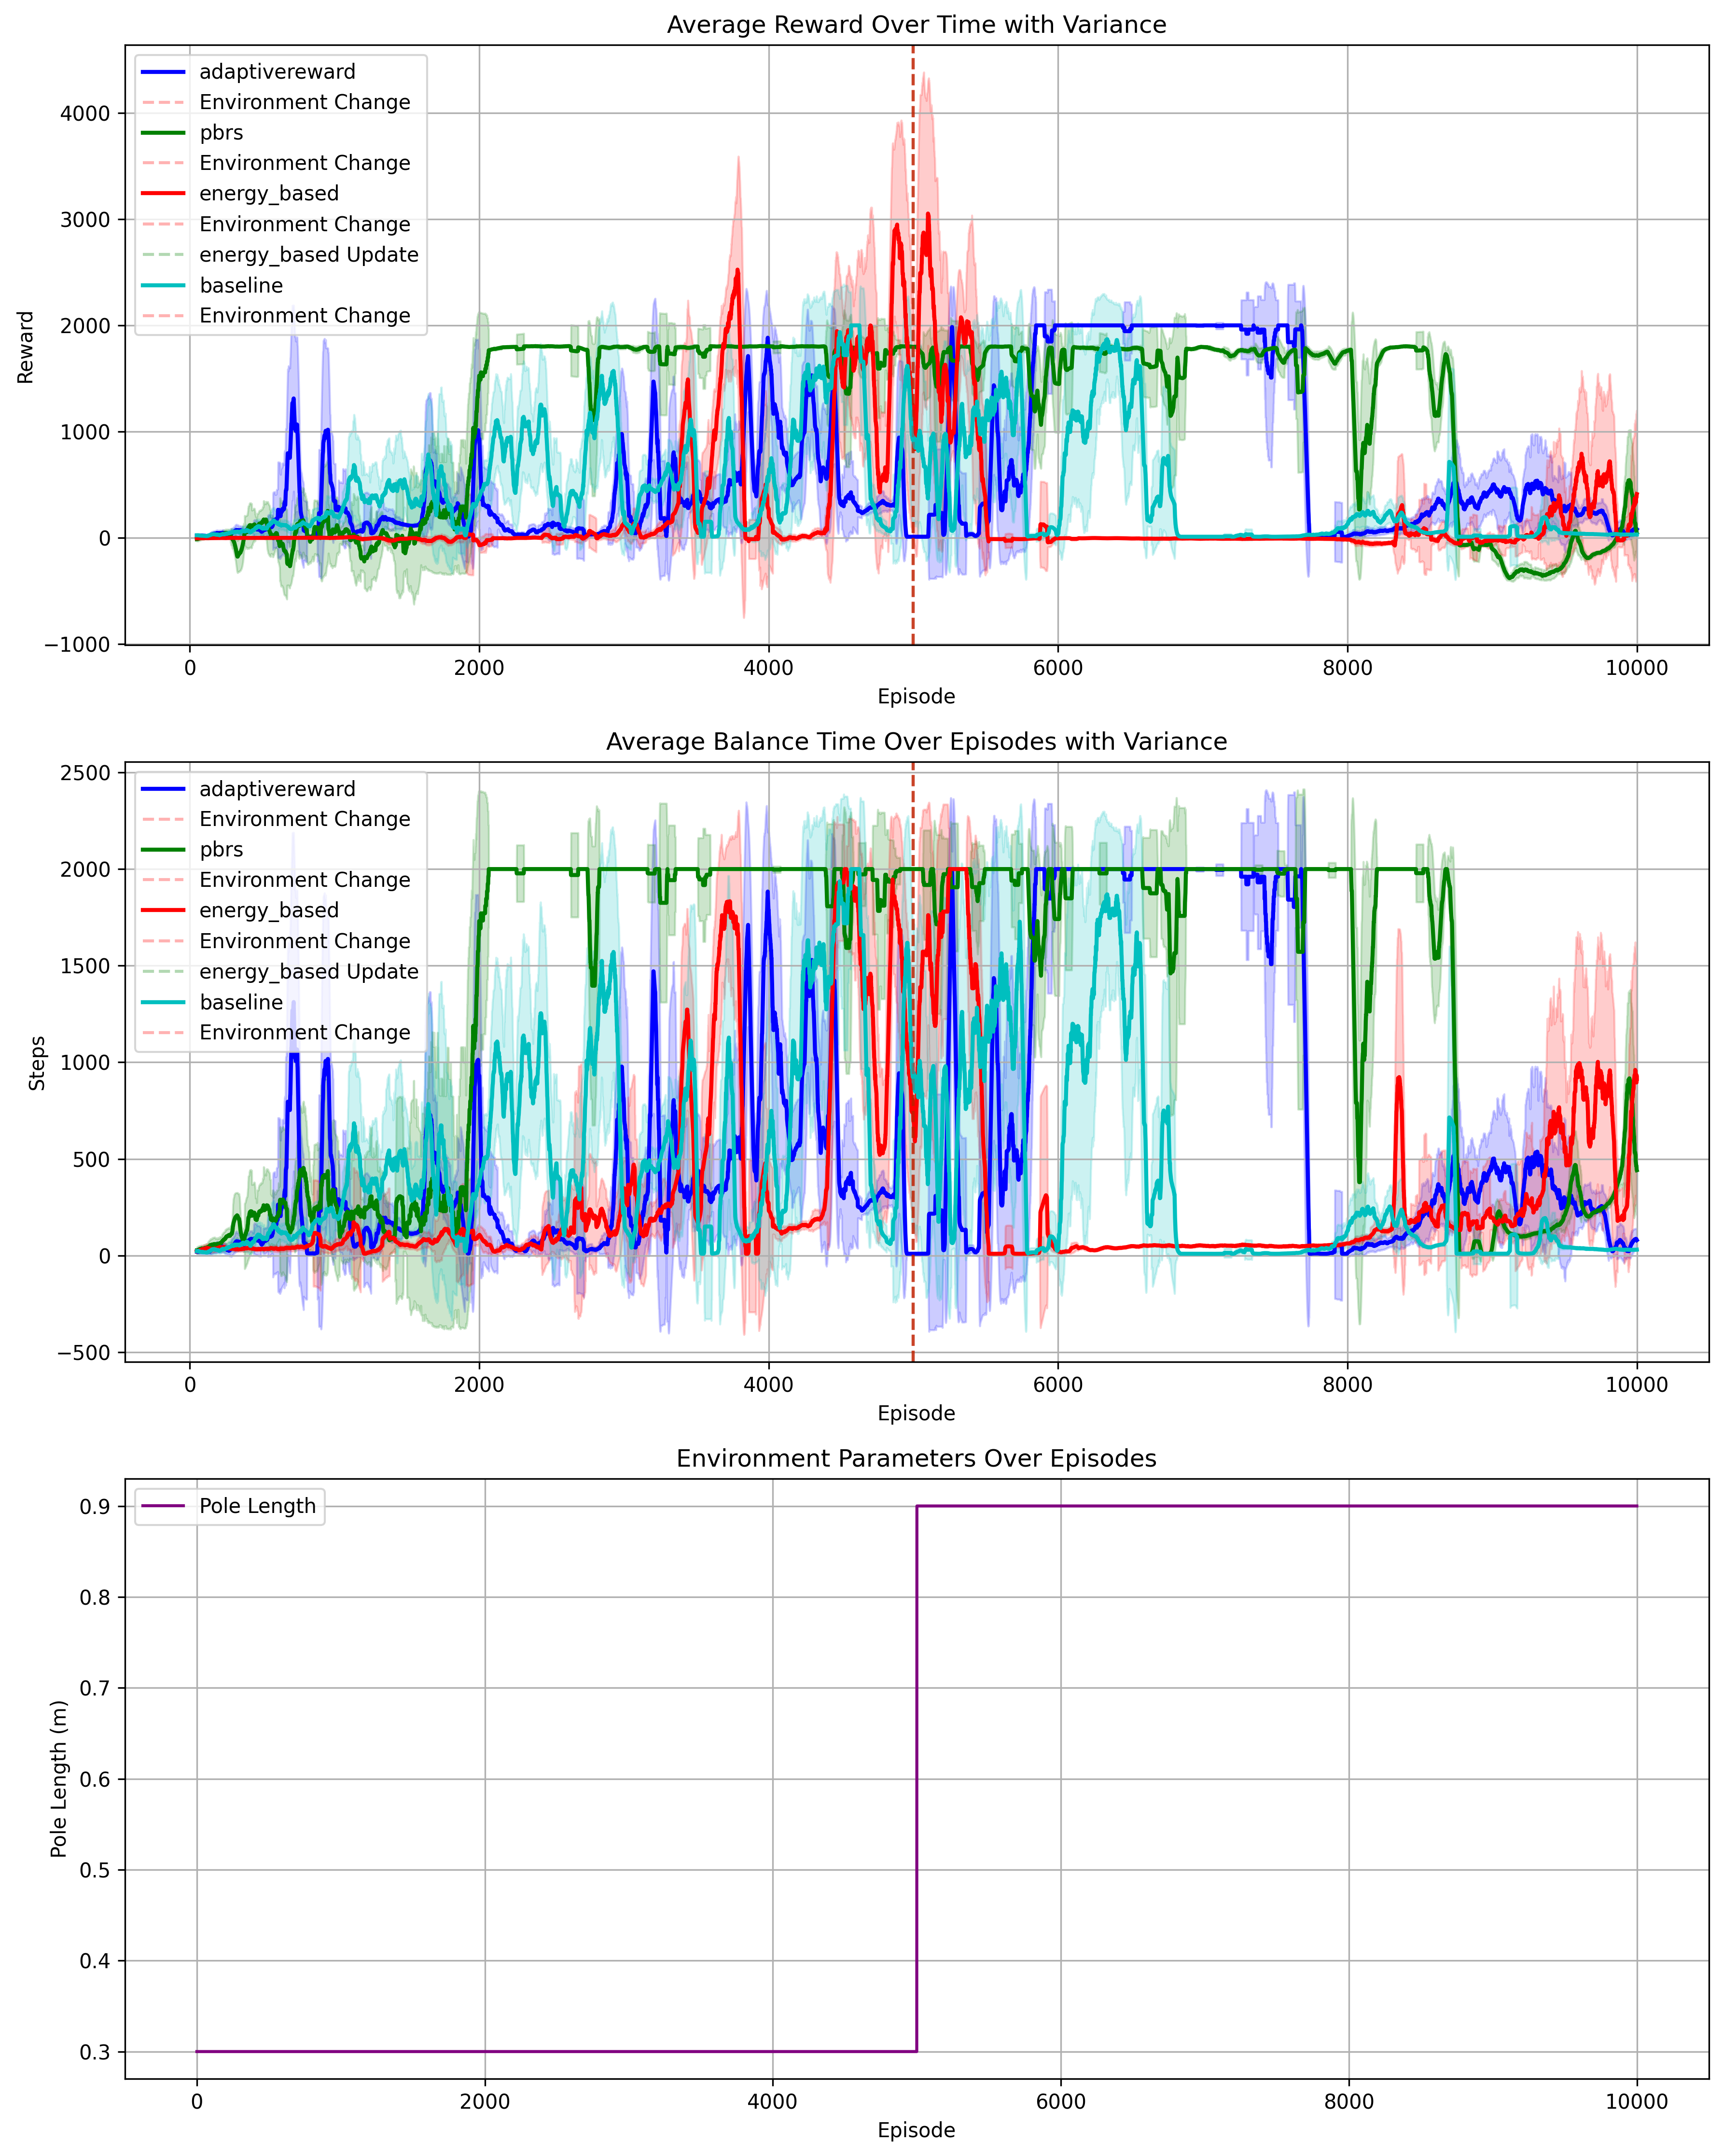 Average Reward Over Time with Variance
adaptivereward
Environment Change
pbrs
Environment Change
energy_based
Environment Change
energy_based Update
baseline
Environment Change
4000
3000
2000
1000
0
−1000
Reward
0 2000 4000 6000 8000 10000
Episode
Average Balance Time Over Episodes with Variance
adaptivereward
Environment Change
pbrs
Environment Change
energy_based
Environment Change
energy_based Update
baseline
Environment Change
2500
2000
1500
1000
500
0
−500
Steps
0 2000 4000 6000 8000 10000
Episode
Environment Parameters Over Episodes
Pole Length
0.9
0.8
0.7
0.6
0.5
0.4
0.3
Pole Length (m)
0 2000 4000 6000 8000 10000
Episode